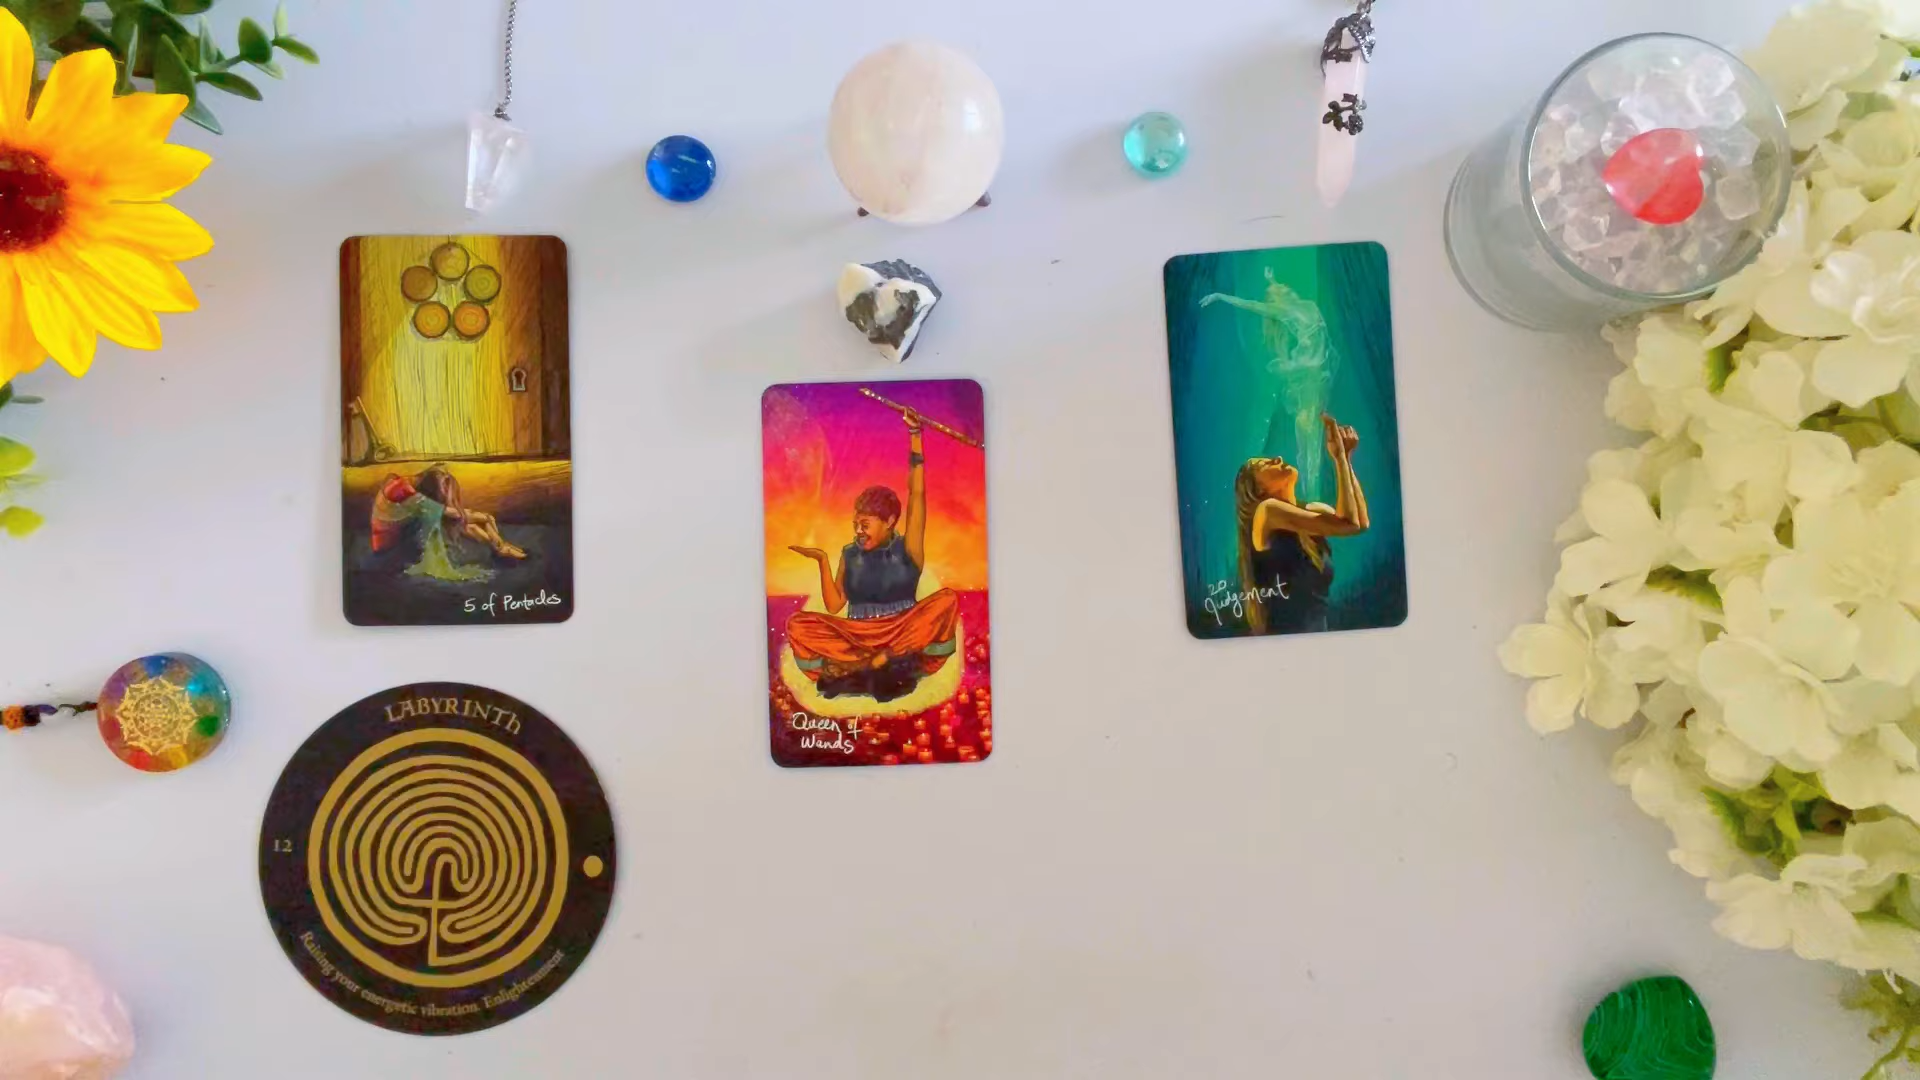 5 of Pentacles
Queen of
Wands
20.
Judgement
LABYRINTh
12
Raising your energetic vibration. Enlightenment